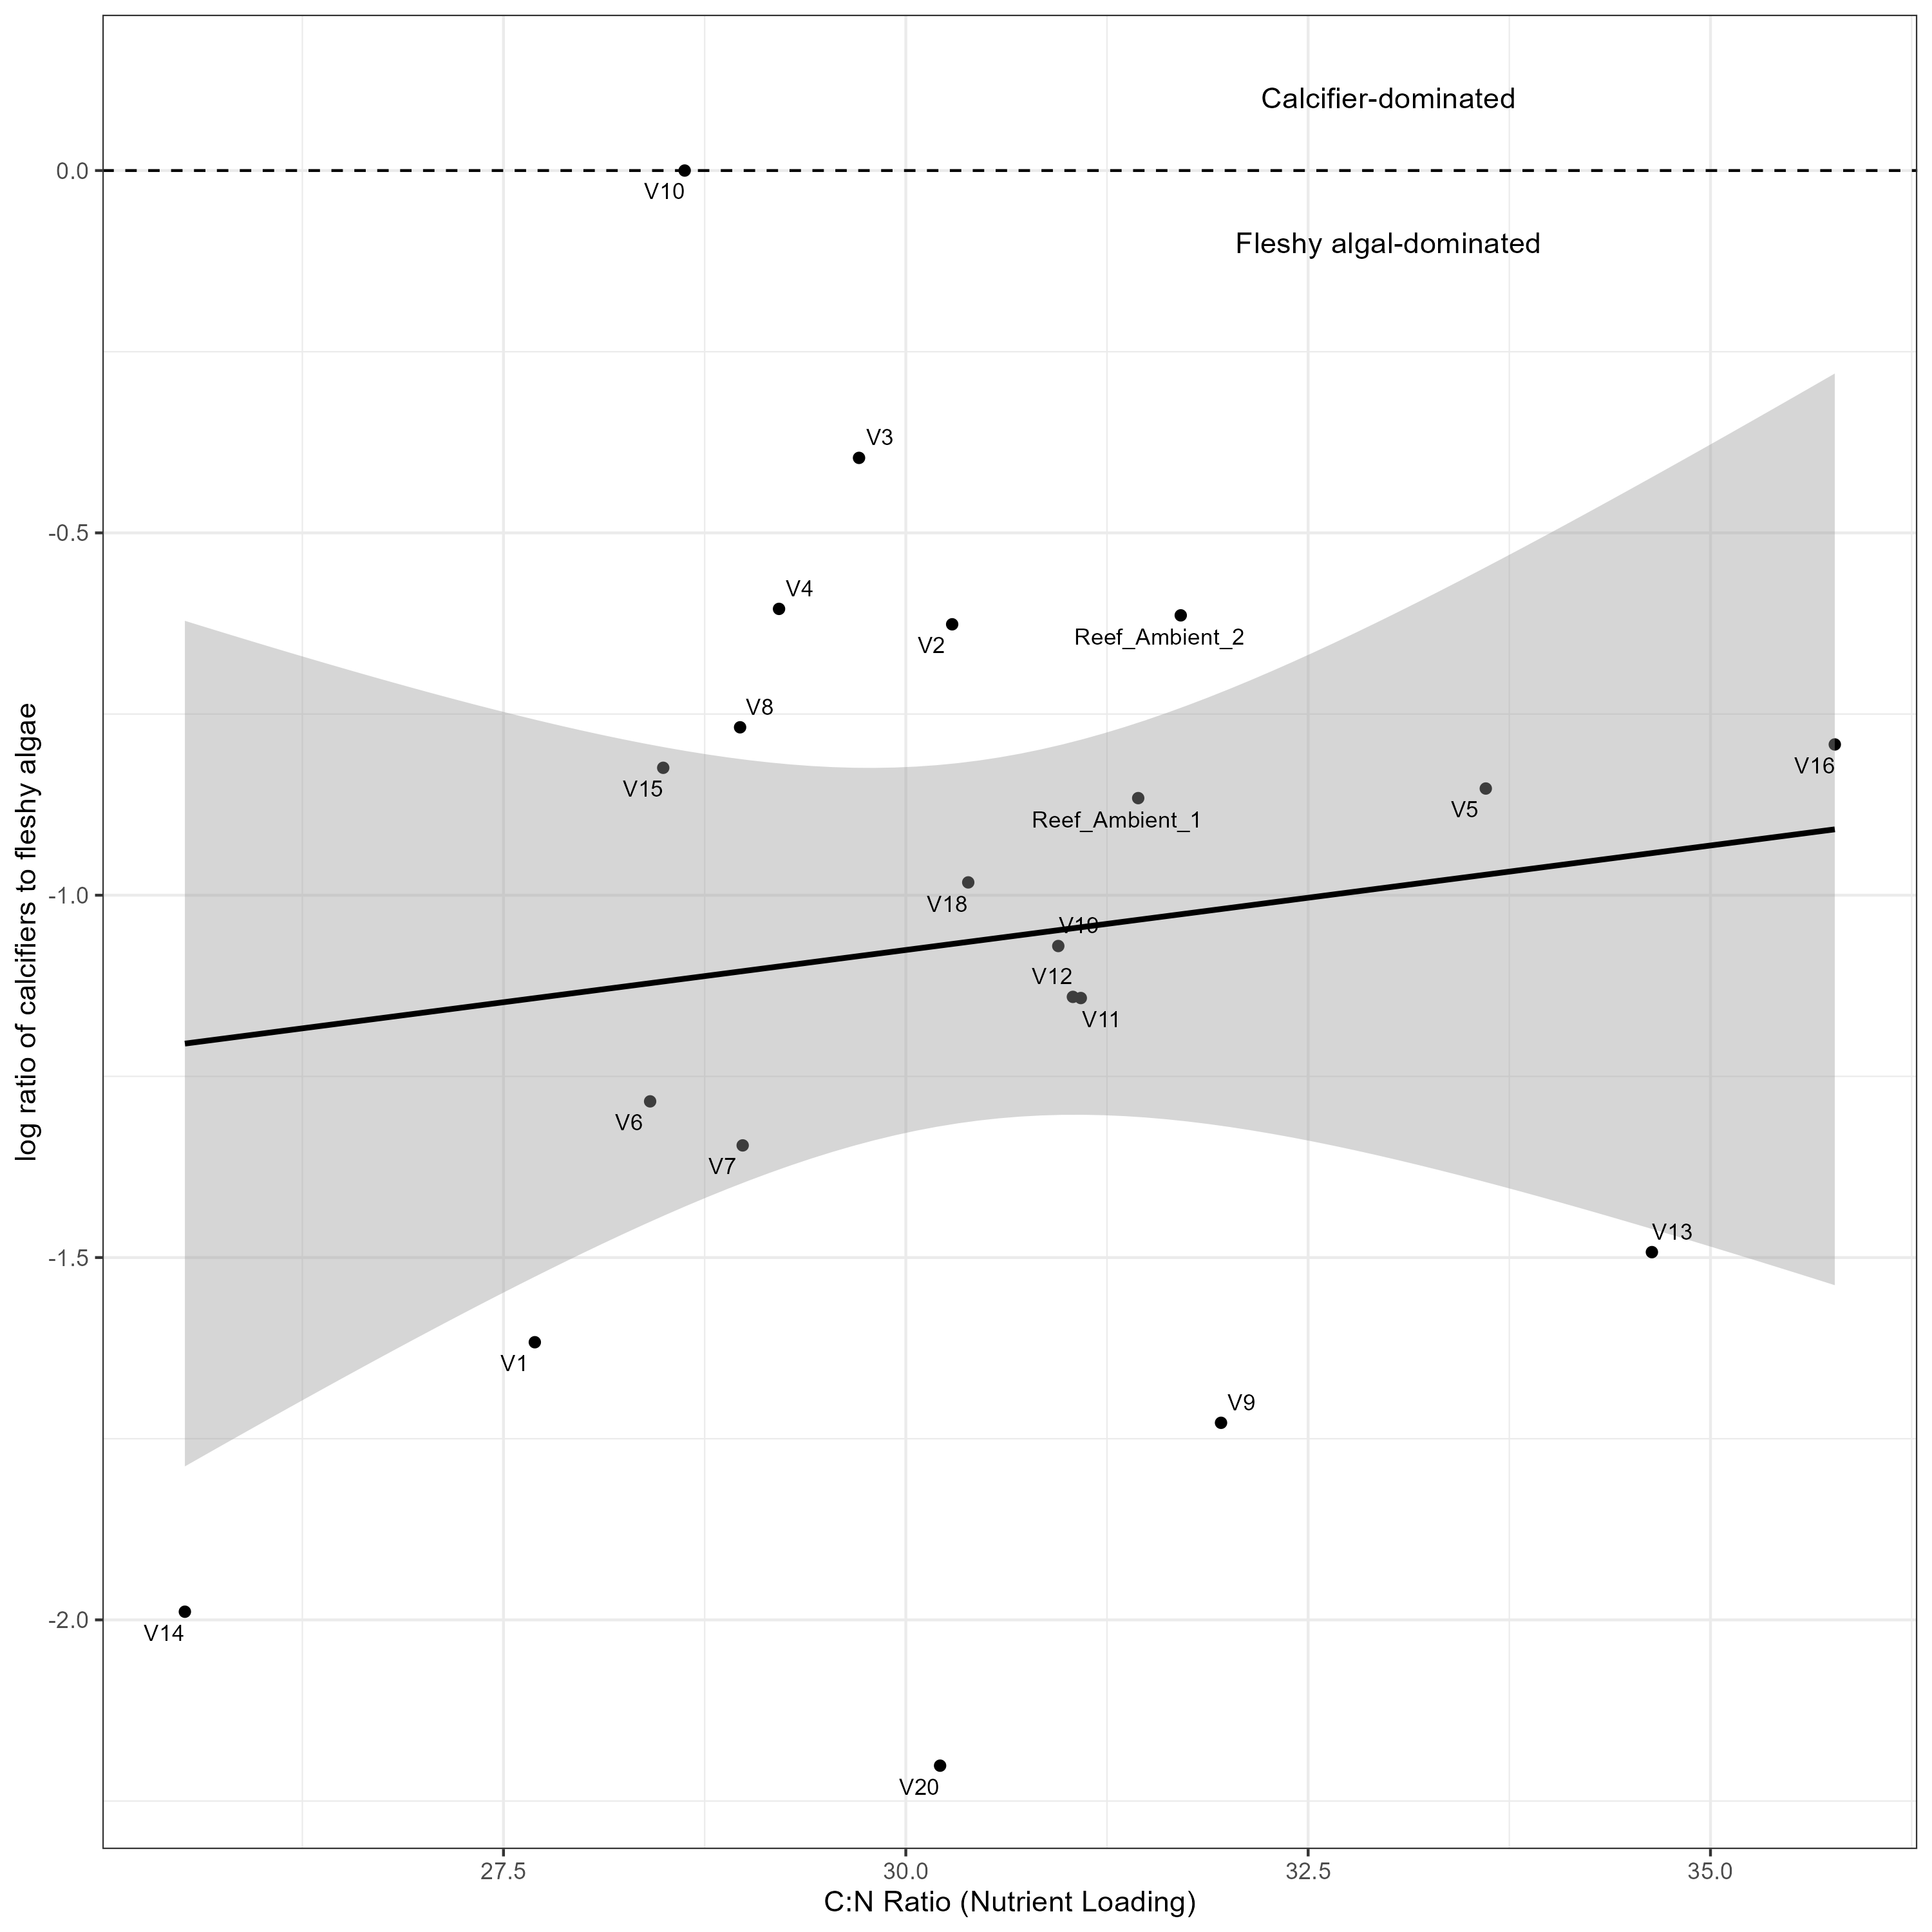 Calcifier-dominated
0.0
V10
Fleshy algal-dominated
V3
-0.5
V4
V2
Reef_Ambient_2
V8
V15
V16
V5
Reef_Ambient_1
-1.0
V18
V19
V12
V11
V6
V7
V13
-1.5
V1
V9
-2.0
V14
V20
27.5
30.0
32.5
35.0
C:N Ratio (Nutrient Loading)
log ratio of calcifiers to fleshy algae